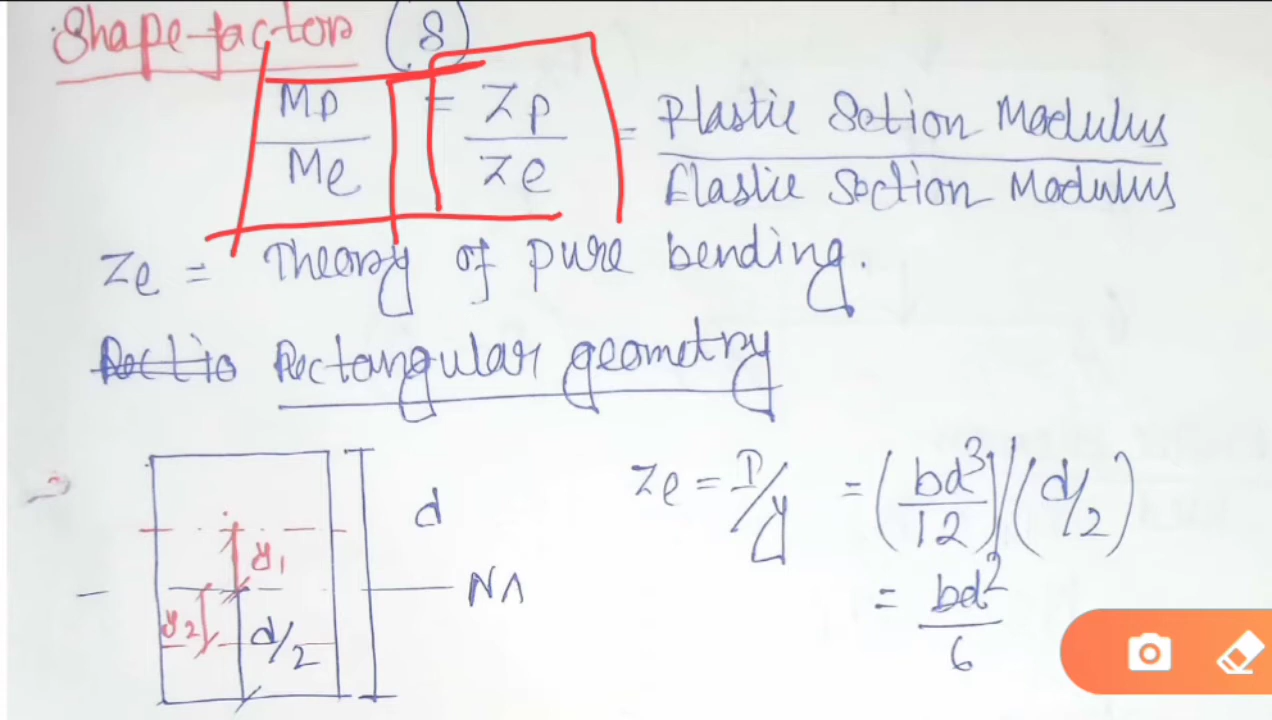 Shape-factor (S)
Mp/Me = Zp/Ze = Plastic Sction Modulus / Elastic Section Modulus
Ze = Theory of pure bending.
Rectangular geometry
d
Ze = I/y = (bd³/12)/(d/2)
y1
NA
= bd²/6
y2 d/2